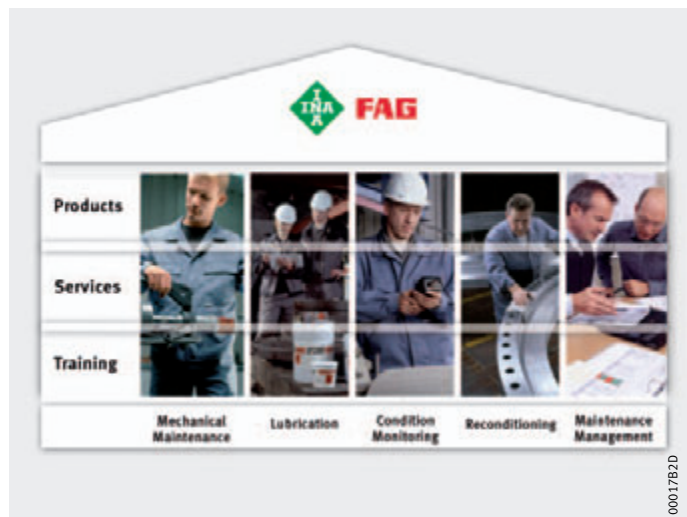 INA FAG
Products
Services
Training
Mechanical
Maintenance
Lubrication
Condition
Monitoring
Reconditioning
Maintenance
Management
00017B2D